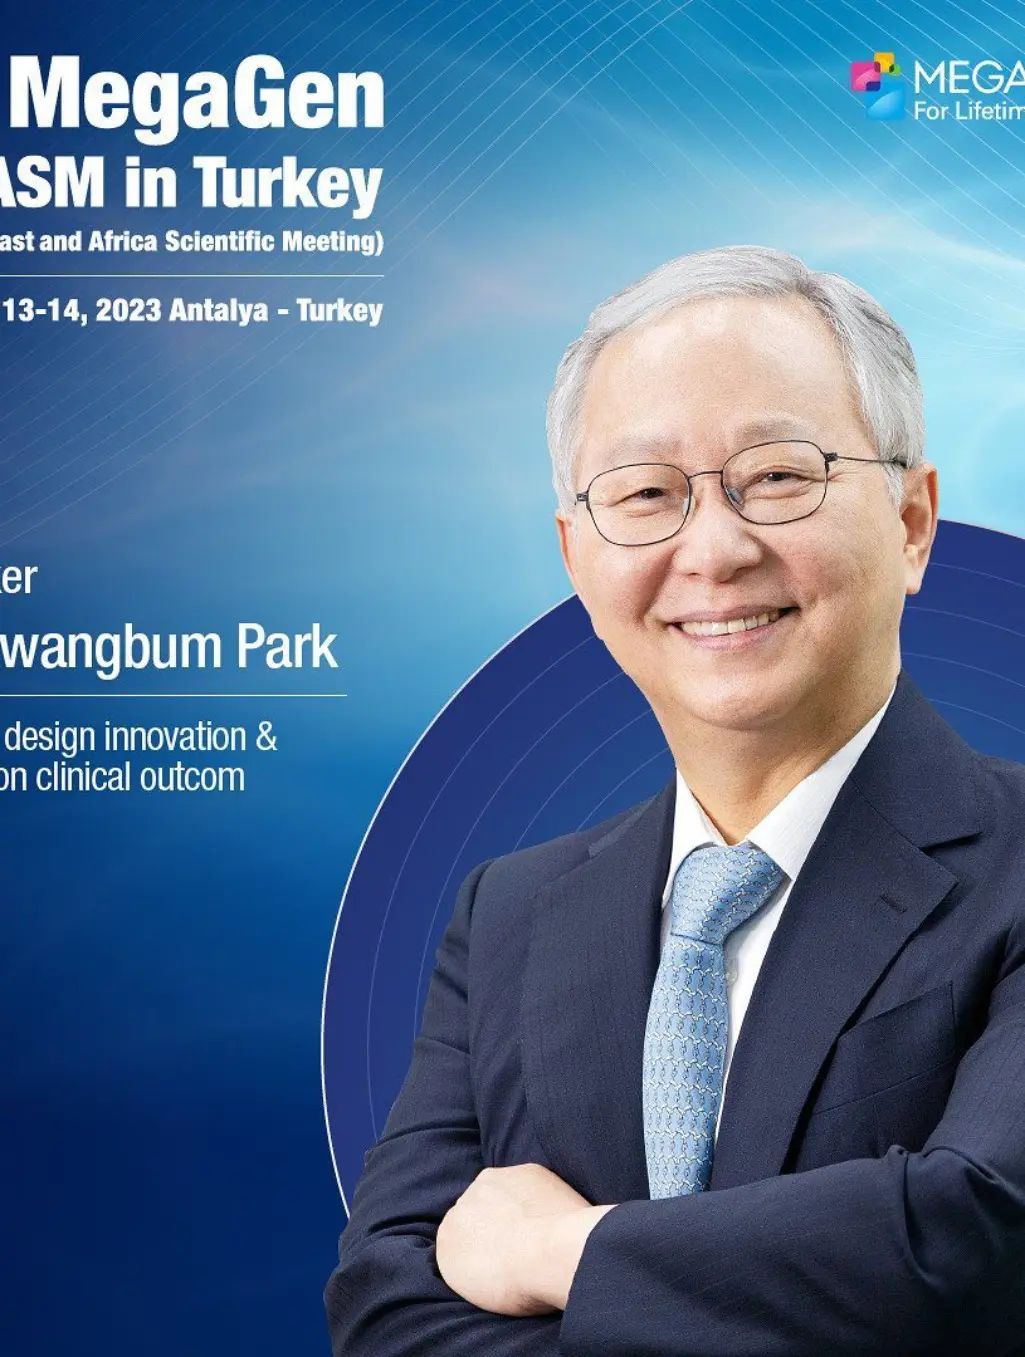 MegaGen
ASM in Turkey
ast and Africa Scientific Meeting)
13-14, 2023 Antalya - Turkey
MEGA
For Lifetim
ker
wangbum Park
design innovation &
on clinical outcom